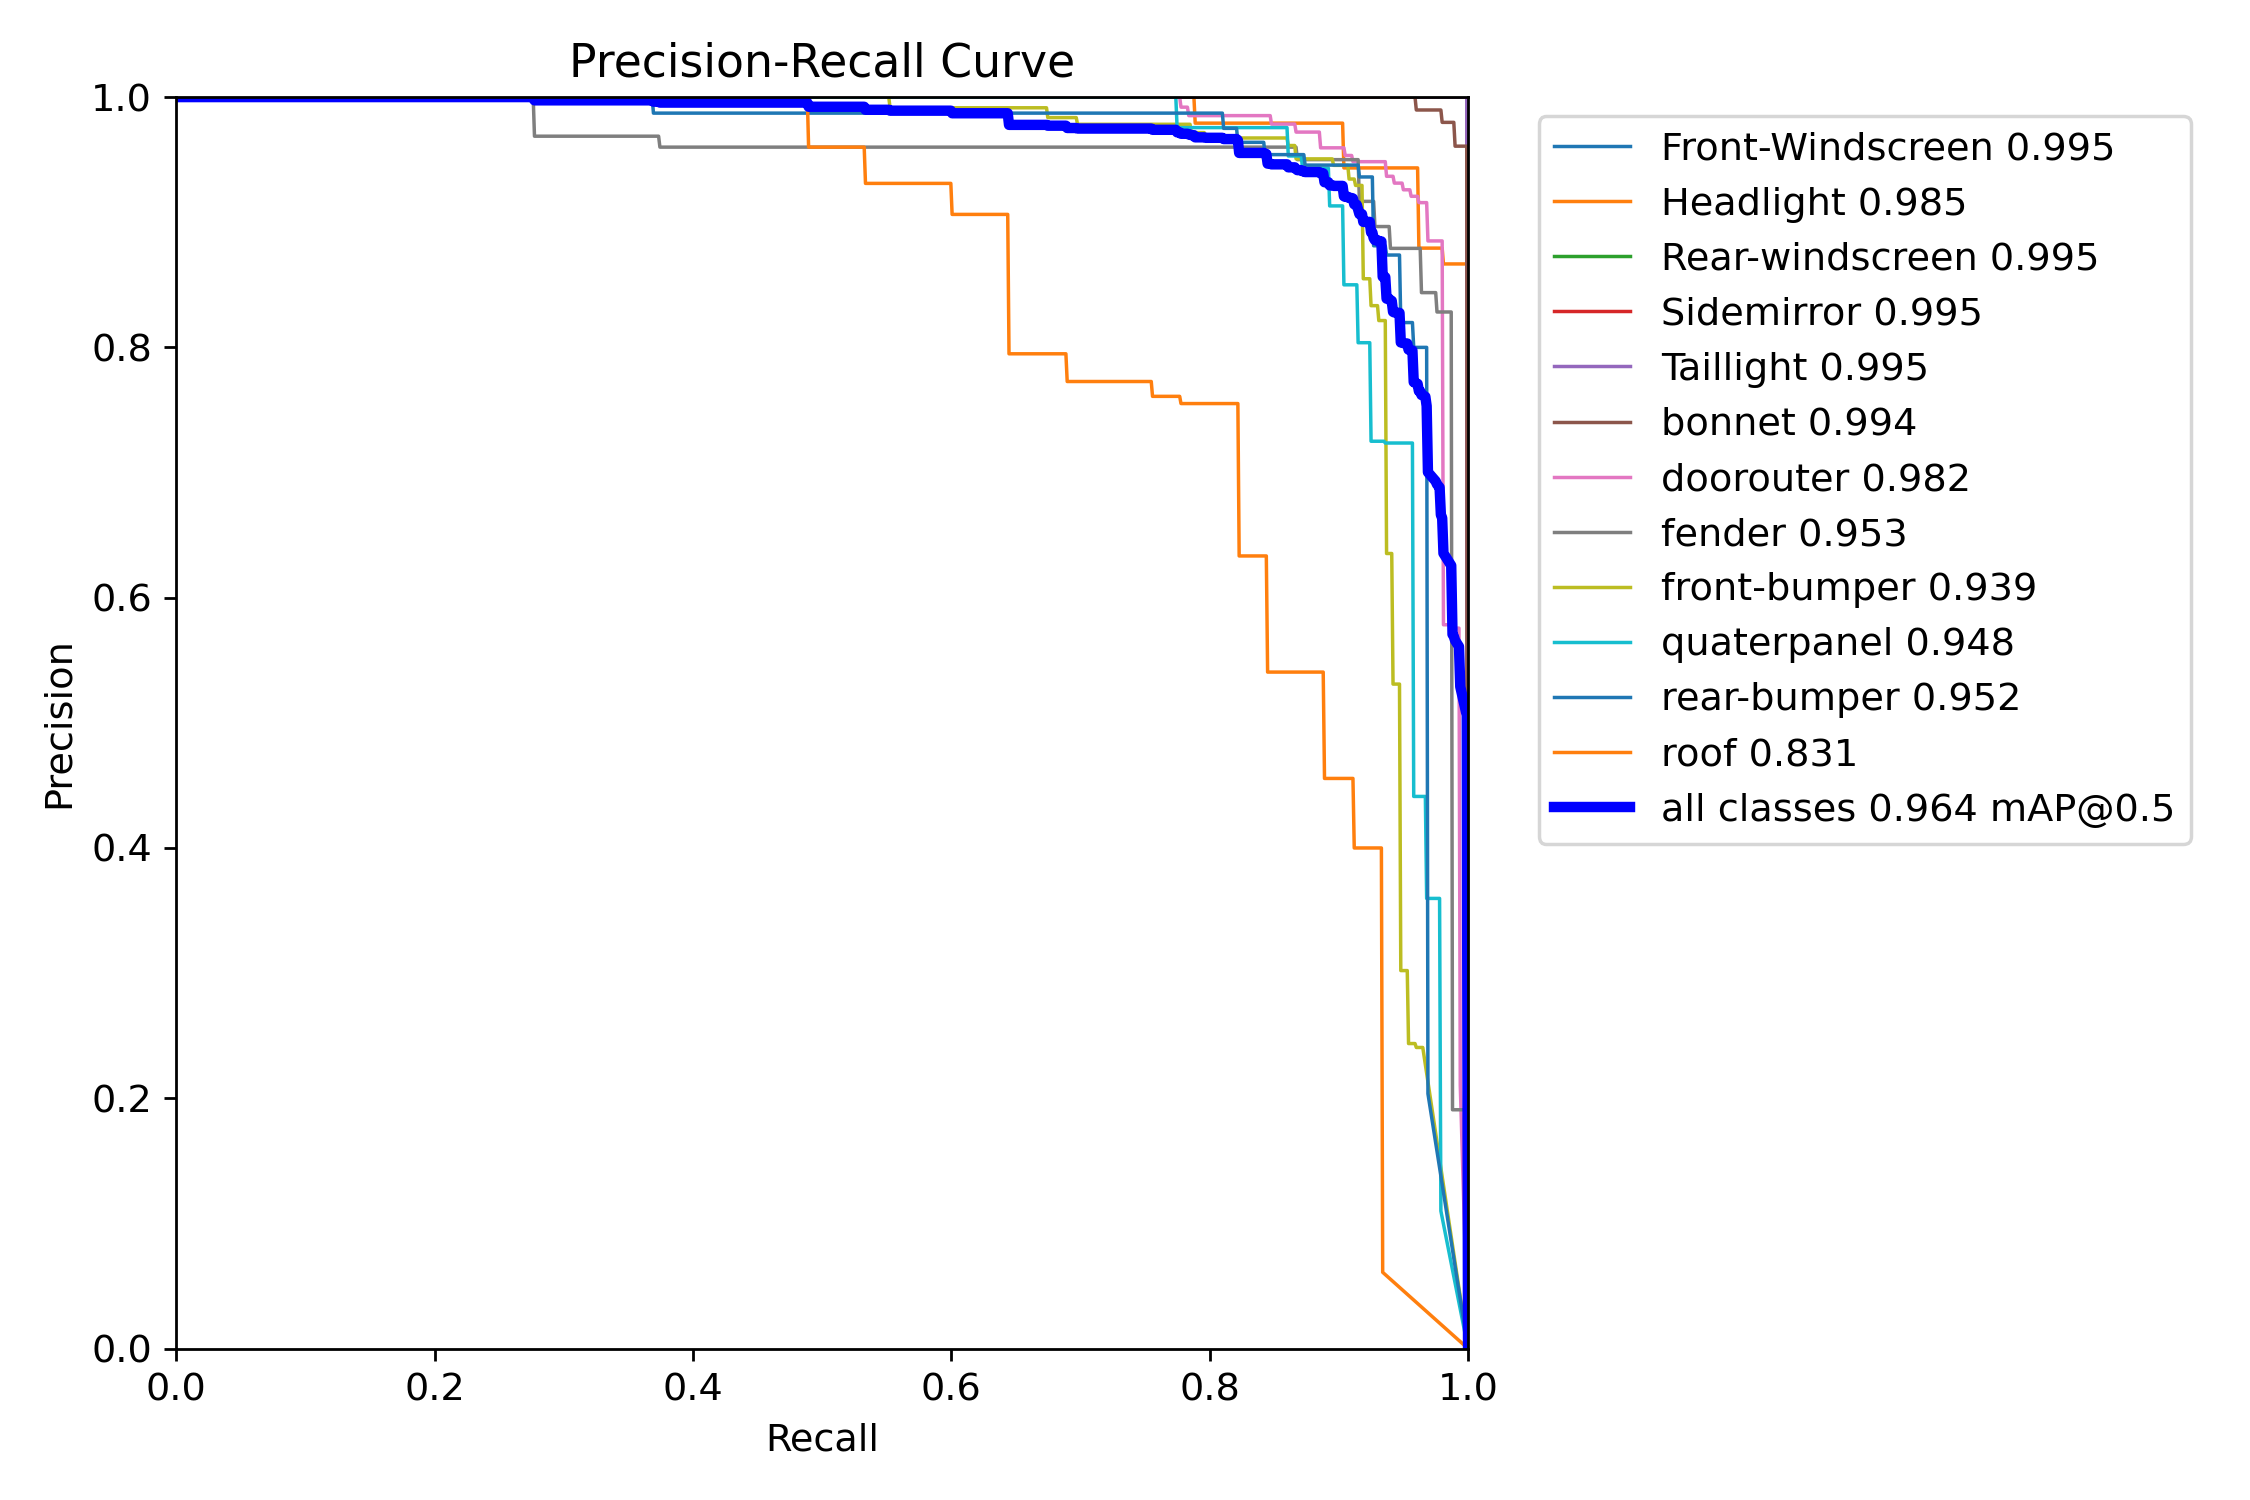 Precision-Recall Curve
1.0
0.8
0.6
0.4
0.2
0.0
Precision
0.0 0.2 0.4 0.6 0.8 1.0
Recall
Front-Windscreen 0.995
Headlight 0.985
Rear-windscreen 0.995
Sidemirror 0.995
Taillight 0.995
bonnet 0.994
doorouter 0.982
fender 0.953
front-bumper 0.939
quaterpanel 0.948
rear-bumper 0.952
roof 0.831
all classes 0.964 mAP@0.5